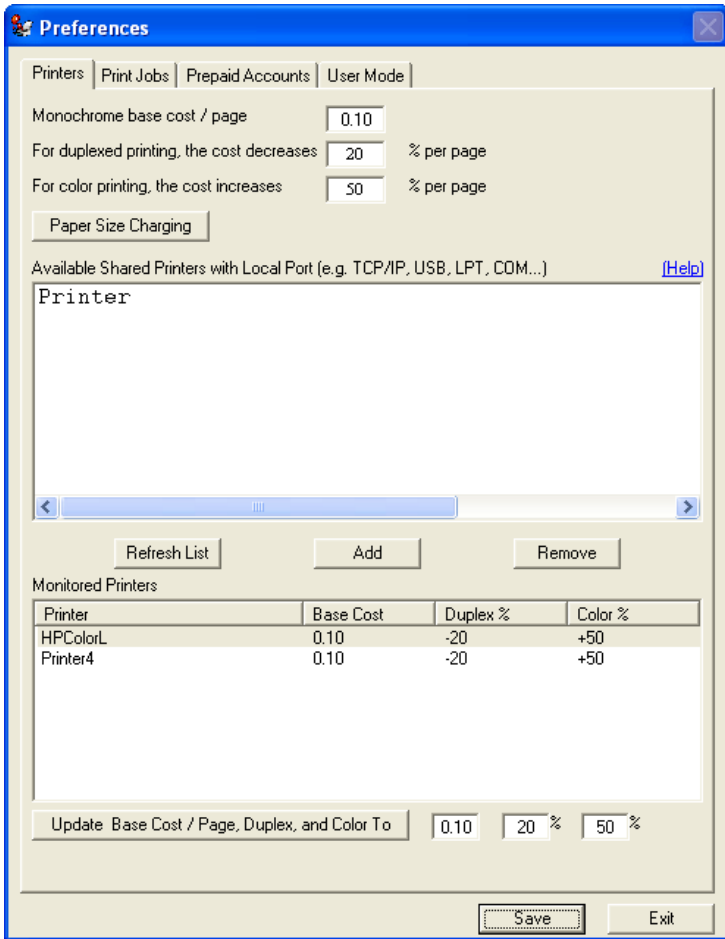 Preferences
Printers Print Jobs Prepaid Accounts User Mode
Monochrome base cost / page 0.10
For duplexed printing, the cost decreases 20 % per page
For color printing, the cost increases 50 % per page
Paper Size Charging
Available Shared Printers with Local Port (e.g. TCP/IP, USB, LPT, COM...) (Help)
Printer
Refresh List Add Remove
Monitored Printers
Printer Base Cost Duplex % Color %
HPColorL 0.10 -20 +50
Printer4 0.10 -20 +50
Update Base Cost / Page, Duplex, and Color To 0.10 20 % 50 %
Save Exit